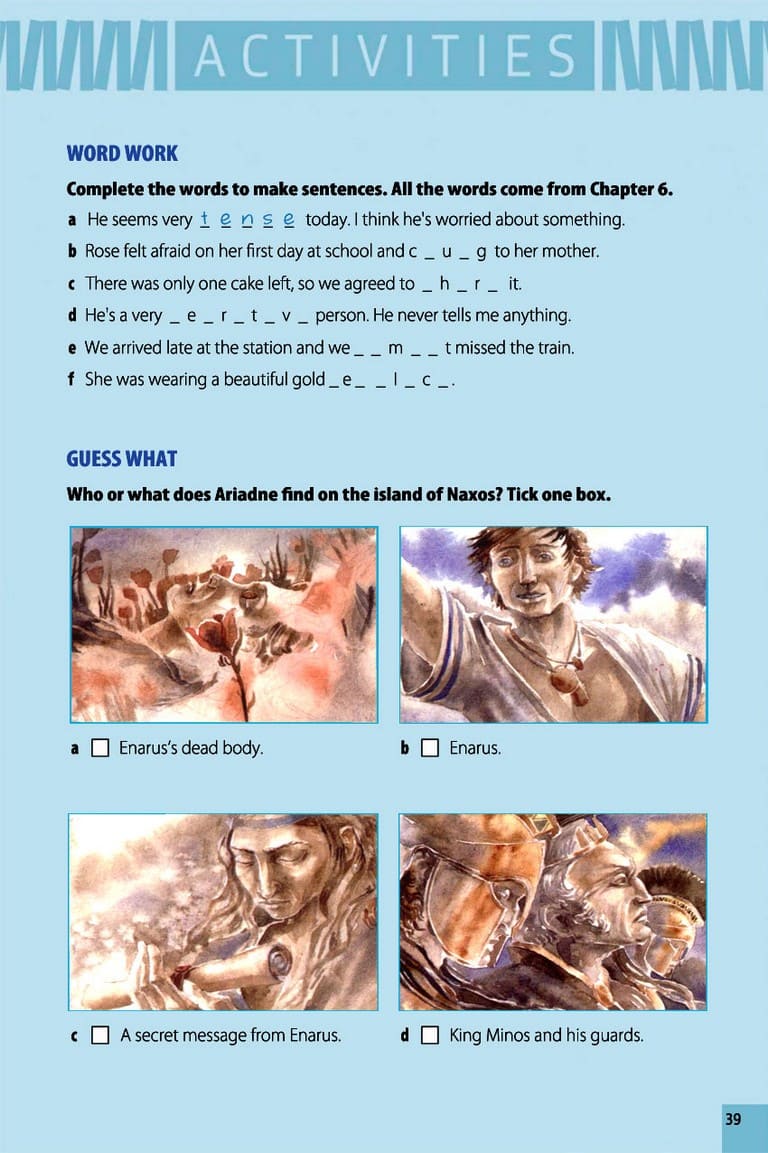 ACTIVITIES
WORD WORK
Complete the words to make sentences. All the words come from Chapter 6.
a He seems very t e n s e today. I think he's worried about something.
b Rose felt afraid on her first day at school and c _ u _ g to her mother.
c There was only one cake left, so we agreed to _ h _ r _ it.
d He's a very _ e _ r _ t _ v _ person. He never tells me anything.
e We arrived late at the station and we _ _ m _ _ t missed the train.
f She was wearing a beautiful gold _ e _ _ l _ c _ .
GUESS WHAT
Who or what does Ariadne find on the island of Naxos? Tick one box.
a Enarus's dead body.
b Enarus.
c A secret message from Enarus.
d King Minos and his guards.
39